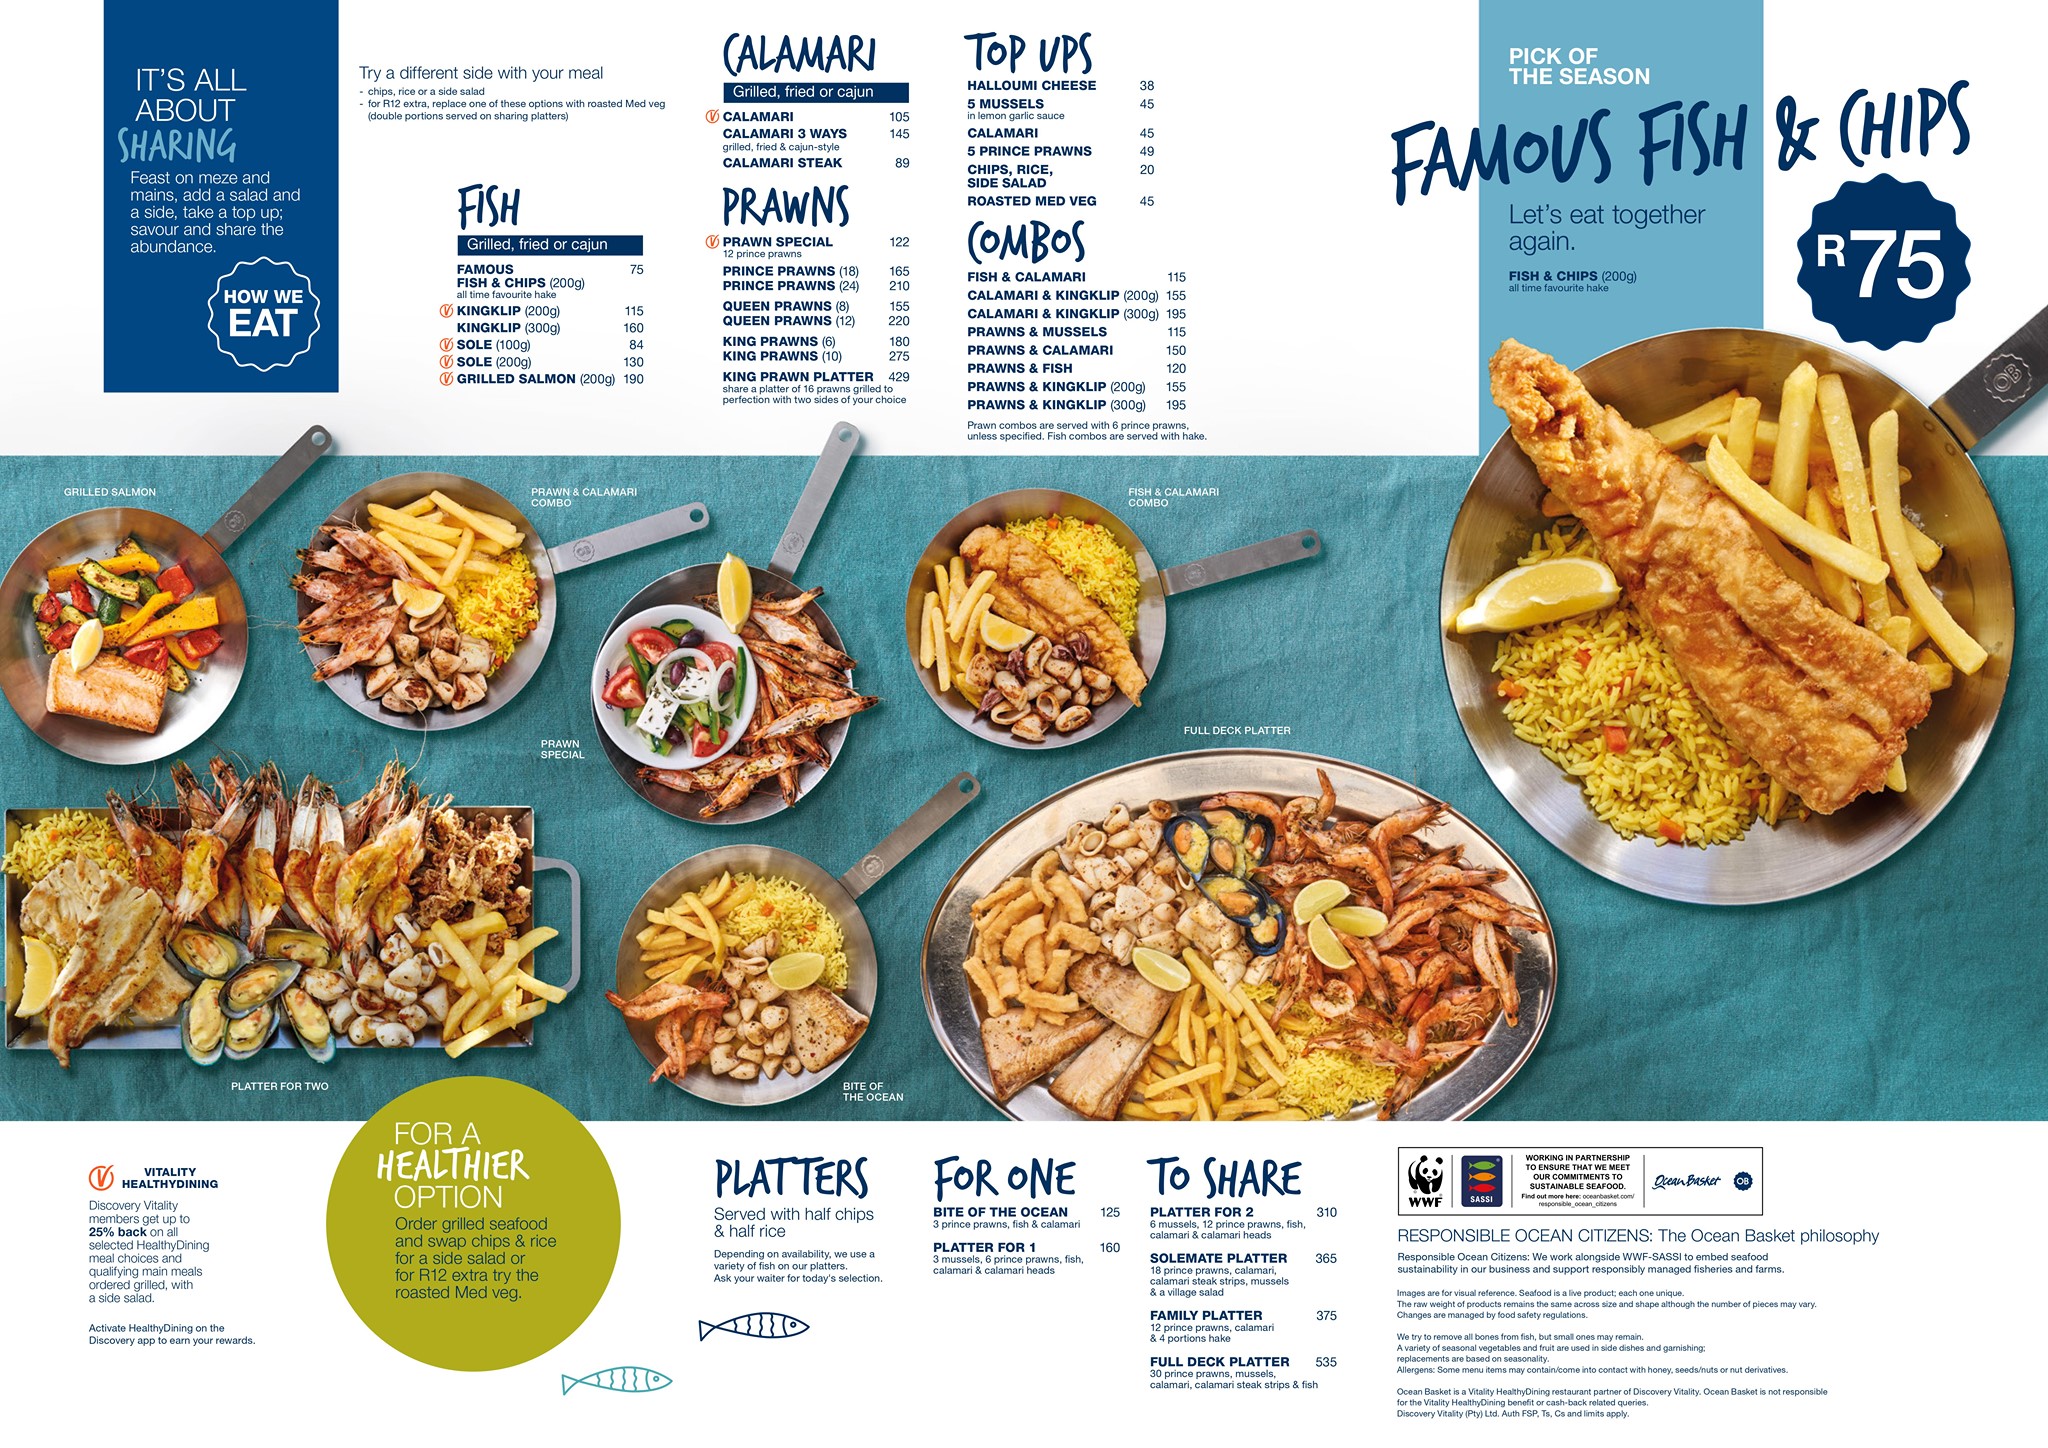 IT'S ALL
ABOUT
SHARING
Feast on meze and
mains, add a salad and
a side, take a top up;
savour and share the
abundance.
HOW WE
EAT
Try a different side with your meal
- chips, rice or a side salad
- for R12 extra, replace one of these options with roasted Med veg
(double portions served on sharing platters)
FISH
Grilled, fried or cajun
FAMOUS 75
FISH & CHIPS (200g)
all time favourite hake
KINGKLIP (200g) 115
KINGKLIP (300g) 160
SOLE (100g) 84
SOLE (200g) 130
GRILLED SALMON (200g) 190
CALAMARI
Grilled, fried or cajun
CALAMARI 105
CALAMARI 3 WAYS 145
grilled, fried & cajun-style
CALAMARI STEAK 89
PRAWNS
PRAWN SPECIAL 122
12 prince prawns
PRINCE PRAWNS (18) 165
PRINCE PRAWNS (24) 210
QUEEN PRAWNS (8) 155
QUEEN PRAWNS (12) 220
KING PRAWNS (6) 180
KING PRAWNS (10) 275
KING PRAWN PLATTER 429
share a platter of 16 prawns grilled to
perfection with two sides of your choice
TOP UPS
HALLOUMI CHEESE 38
5 MUSSELS 45
in lemon garlic sauce
CALAMARI 45
5 PRINCE PRAWNS 49
CHIPS, RICE, 20
SIDE SALAD
ROASTED MED VEG 45
COMBOS
FISH & CALAMARI 115
CALAMARI & KINGKLIP (200g) 155
CALAMARI & KINGKLIP (300g) 195
PRAWNS & MUSSELS 115
PRAWNS & CALAMARI 150
PRAWNS & FISH 120
PRAWNS & KINGKLIP (200g) 155
PRAWNS & KINGKLIP (300g) 195
Prawn combos are served with 6 prince prawns,
unless specified. Fish combos are served with hake.
PICK OF
THE SEASON
FAMOUS FISH & CHIPS
Let's eat together
again.
FISH & CHIPS (200g)
all time favourite hake
R75
OB
GRILLED SALMON
PRAWN & CALAMARI
COMBO
PRAWN
SPECIAL
FISH & CALAMARI
COMBO
FULL DECK PLATTER
PLATTER FOR TWO
BITE OF
THE OCEAN
VITALITY
HEALTHYDINING
Discovery Vitality
members get up to
25% back on all
selected HealthyDining
meal choices and
qualifying main meals
ordered grilled, with
a side salad.
Activate HealthyDining on the
Discovery app to earn your rewards.
FOR A
HEALTHIER
OPTION
Order grilled seafood
and swap chips & rice
for a side salad or
for R12 extra try the
roasted Med veg.
PLATTERS
Served with half chips
& half rice
Depending on availability, we use a
variety of fish on our platters.
Ask your waiter for today's selection.
FOR ONE
BITE OF THE OCEAN 125
3 prince prawns, fish & calamari
PLATTER FOR 1 160
3 mussels, 6 prince prawns, fish,
calamari & calamari heads
TO SHARE
PLATTER FOR 2 310
6 mussels, 12 prince prawns, fish,
calamari & calamari heads
SOLEMATE PLATTER 365
18 prince prawns, calamari,
calamari steak strips, mussels
& a village salad
FAMILY PLATTER 375
12 prince prawns, calamari
& 4 portions hake
FULL DECK PLATTER 535
30 prince prawns, mussels,
calamari, calamari steak strips & fish
WWF
SASSI
WORKING IN PARTNERSHIP
TO ENSURE THAT WE MEET
OUR COMMITMENTS TO
SUSTAINABLE SEAFOOD.
Find out more here: oceanbasket.com/
responsible_ocean_citizens
Ocean Basket OB
RESPONSIBLE OCEAN CITIZENS: The Ocean Basket philosophy
Responsible Ocean Citizens: We work alongside WWF-SASSI to embed seafood
sustainability in our business and support responsibly managed fisheries and farms.
Images are for visual reference. Seafood is a live product; each one unique.
The raw weight of products remains the same across size and shape although the number of pieces may vary.
Changes are managed by food safety regulations.
We try to remove all bones from fish, but small ones may remain.
A variety of seasonal vegetables and fruit are used in side dishes and garnishing;
replacements are based on seasonality.
Allergens: Some menu items may contain/come into contact with honey, seeds/nuts or nut derivatives.
Ocean Basket is a Vitality HealthyDining restaurant partner of Discovery Vitality. Ocean Basket is not responsible
for the Vitality HealthyDining benefit or cash-back related queries.
Discovery Vitality (Pty) Ltd. Auth FSP, Ts, Cs and limits apply.